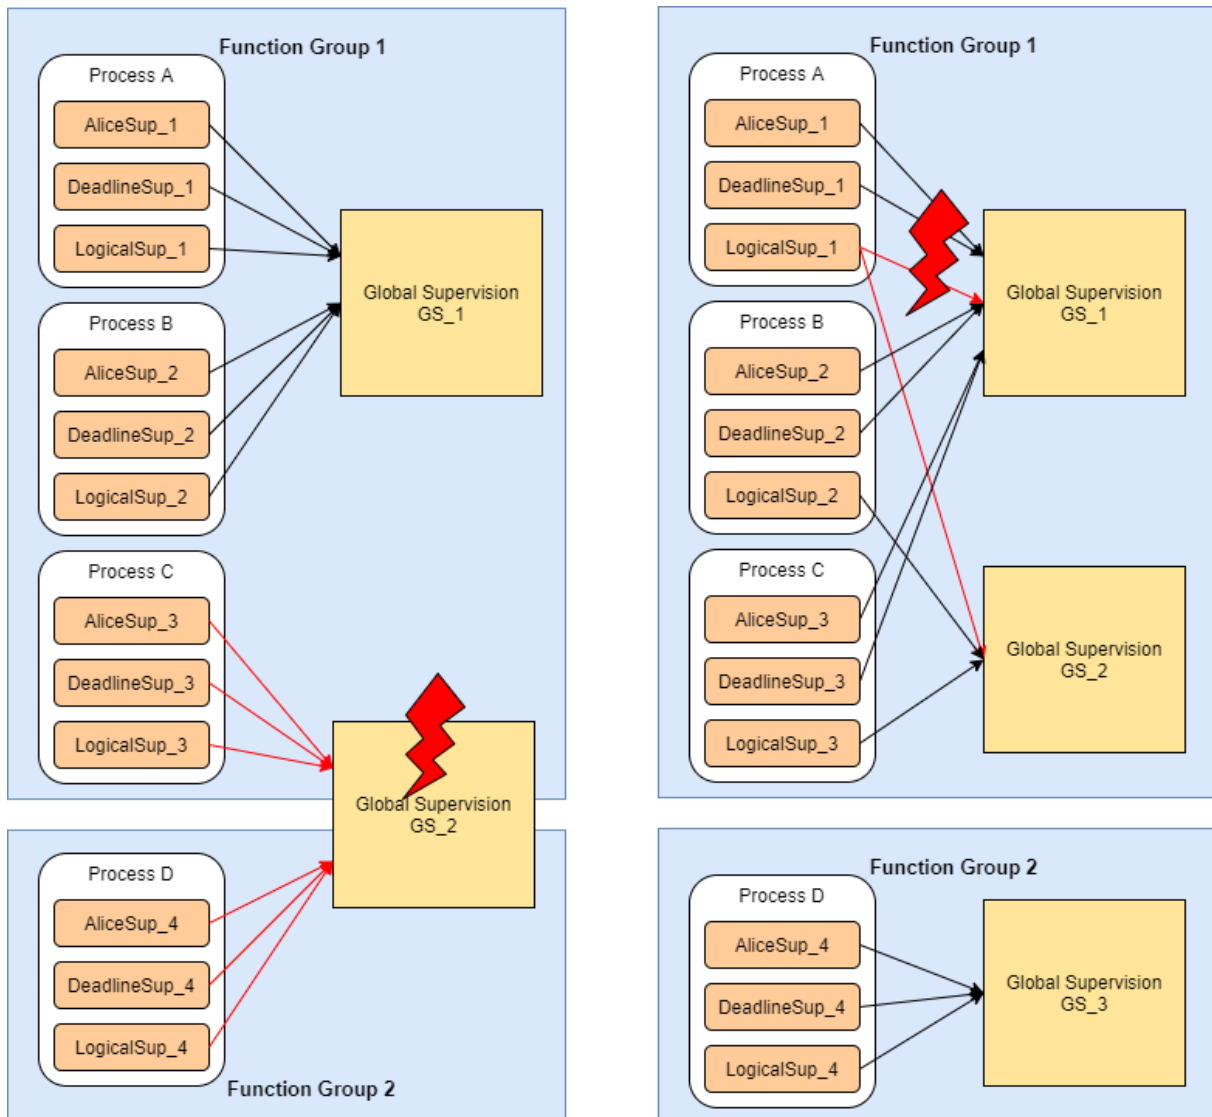 Function Group 1
Process A
AliceSup_1
DeadlineSup_1
LogicalSup_1
Global Supervision
GS_1
Process B
AliceSup_2
DeadlineSup_2
LogicalSup_2
Process C
AliceSup_3
DeadlineSup_3
LogicalSup_3
Global Supervision
GS_2
Process D
AliceSup_4
DeadlineSup_4
LogicalSup_4
Function Group 2
Function Group 1
Process A
AliceSup_1
DeadlineSup_1
LogicalSup_1
Global Supervision
GS_1
Process B
AliceSup_2
DeadlineSup_2
LogicalSup_2
Process C
AliceSup_3
DeadlineSup_3
LogicalSup_3
Global Supervision
GS_2
Function Group 2
Process D
AliceSup_4
DeadlineSup_4
LogicalSup_4
Global Supervision
GS_3